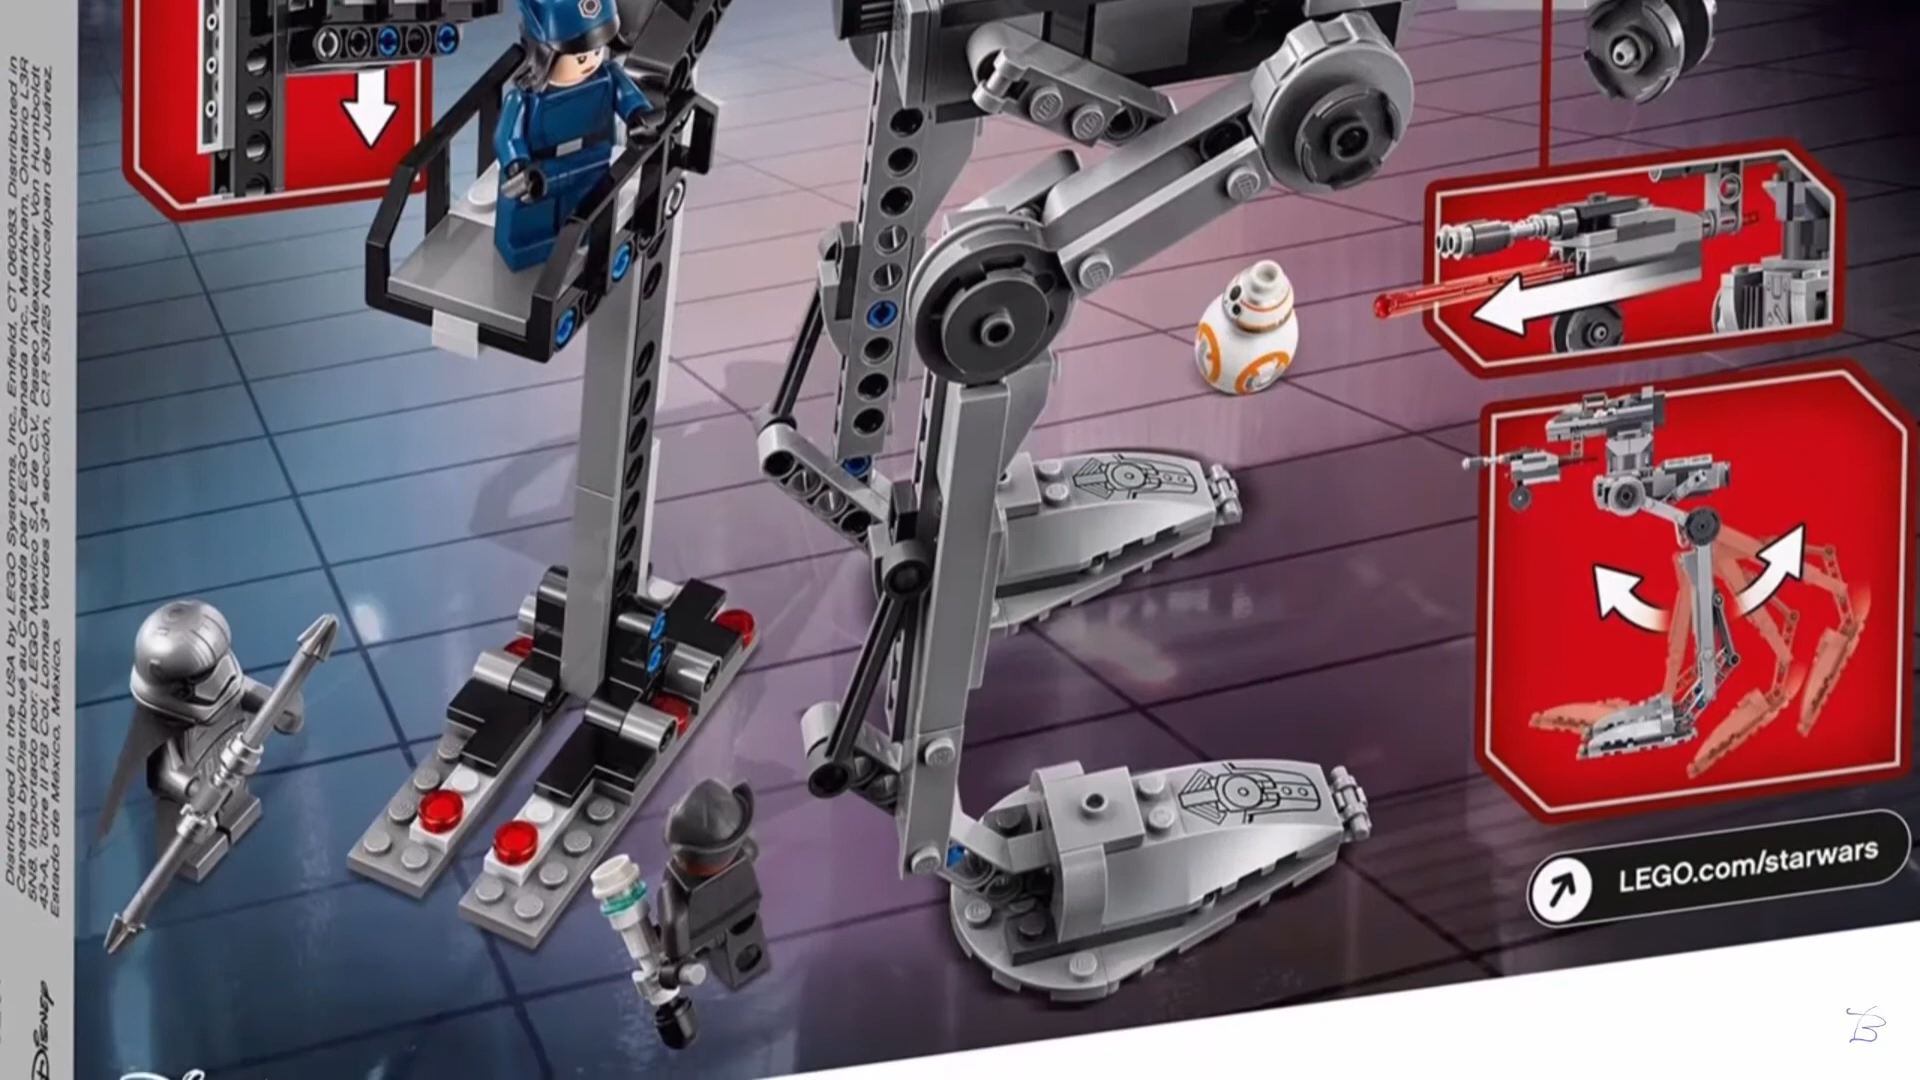 Distributed in the USA by LEGO Systems, Inc., Enfield, CT 06083. Distributed in
Canada by/Distribué au Canada par LEGO Canada Inc., Markham, Ontario L3R
5N8. Importado por: LEGO México S.A. de C.V., Paseo Alexander Von Humboldt
43-A, Torre II PB Col. Lomas Verdes 3ª sección, C.P. 53125 Naucalpan de Juárez,
Estado de México, México.
Disney
LEGO.com/starwars